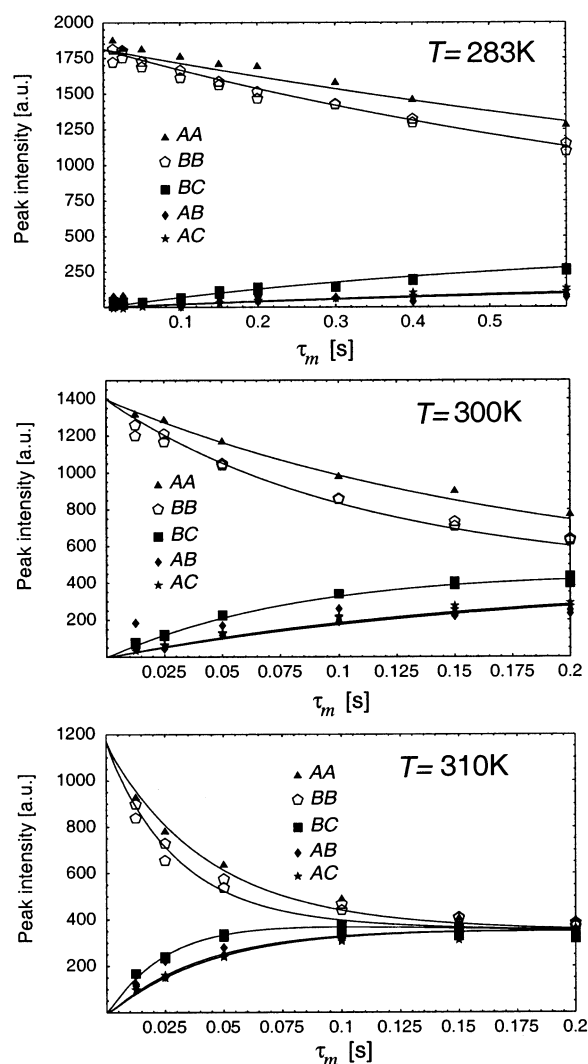 2000
1750
1500
1250
1000
750
500
250
Peak intensity [a.u.]
T= 283K
AA
BB
BC
AB
AC
0.1 0.2 0.3 0.4 0.5
τm [s]
1400
1200
1000
800
600
400
200
Peak intensity [a.u.]
T= 300K
AA
BB
BC
AB
AC
0.025 0.05 0.075 0.1 0.125 0.15 0.175 0.2
τm [s]
1200
1000
800
600
400
200
Peak intensity [a.u.]
T= 310K
AA
BB
BC
AB
AC
0.025 0.05 0.075 0.1 0.125 0.15 0.175 0.2
τm [s]